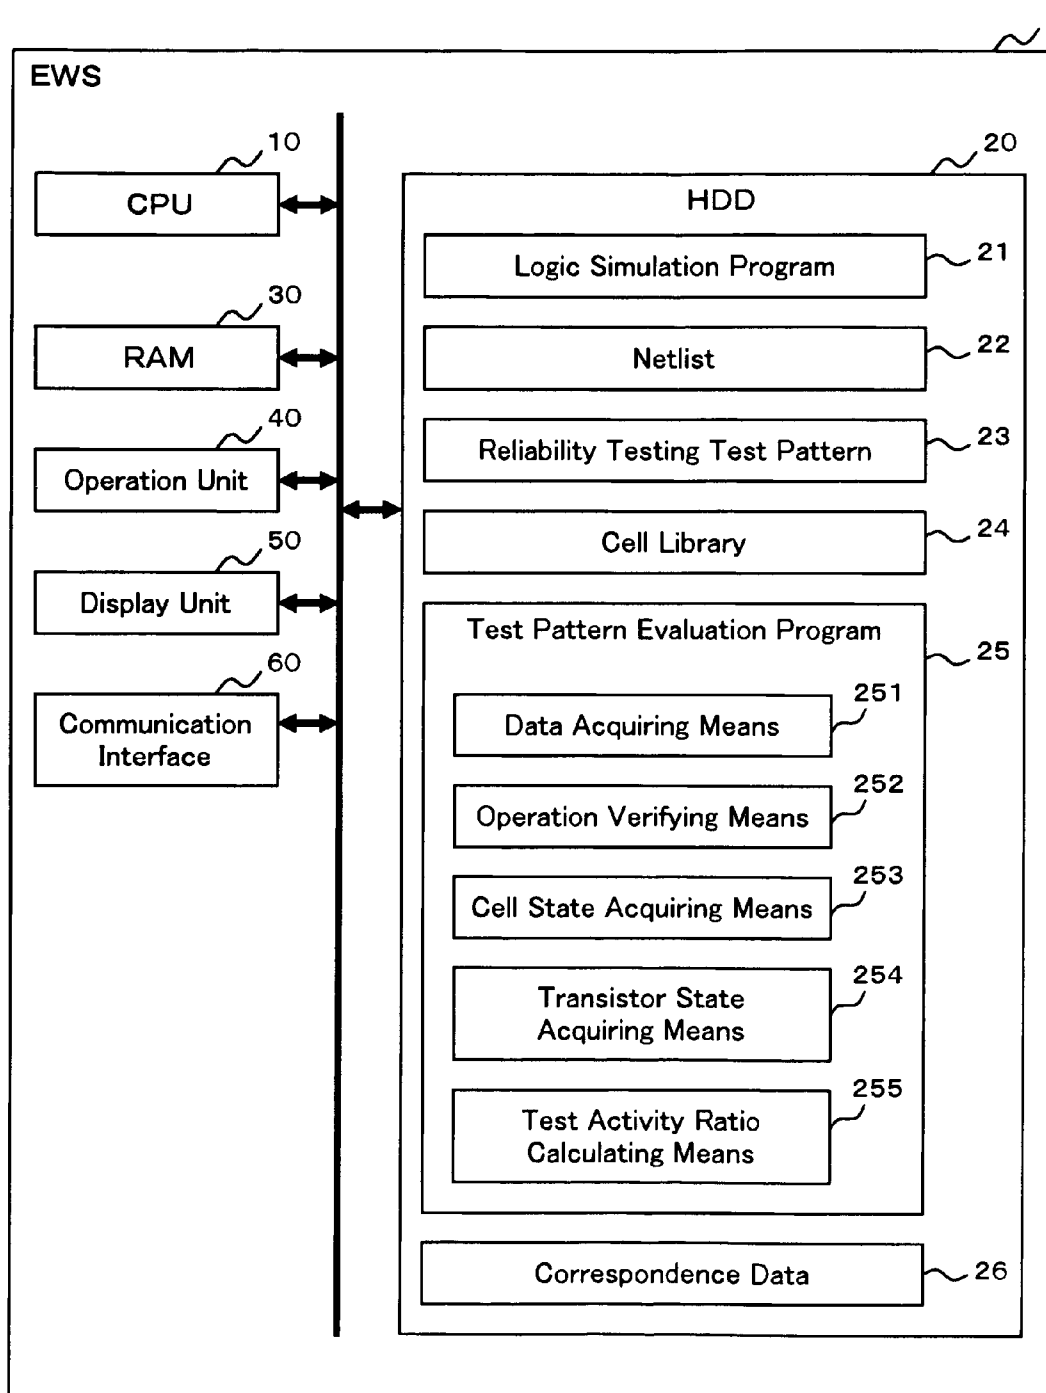 EWS
10
CPU
30
RAM
40
Operation Unit
50
Display Unit
60
Communication
Interface
20
HDD
Logic Simulation Program
21
Netlist
22
Reliability Testing Test Pattern
23
Cell Library
24
Test Pattern Evaluation Program
25
251
Data Acquiring Means
252
Operation Verifying Means
253
Cell State Acquiring Means
254
Transistor State
Acquiring Means
255
Test Activity Ratio
Calculating Means
Correspondence Data
26